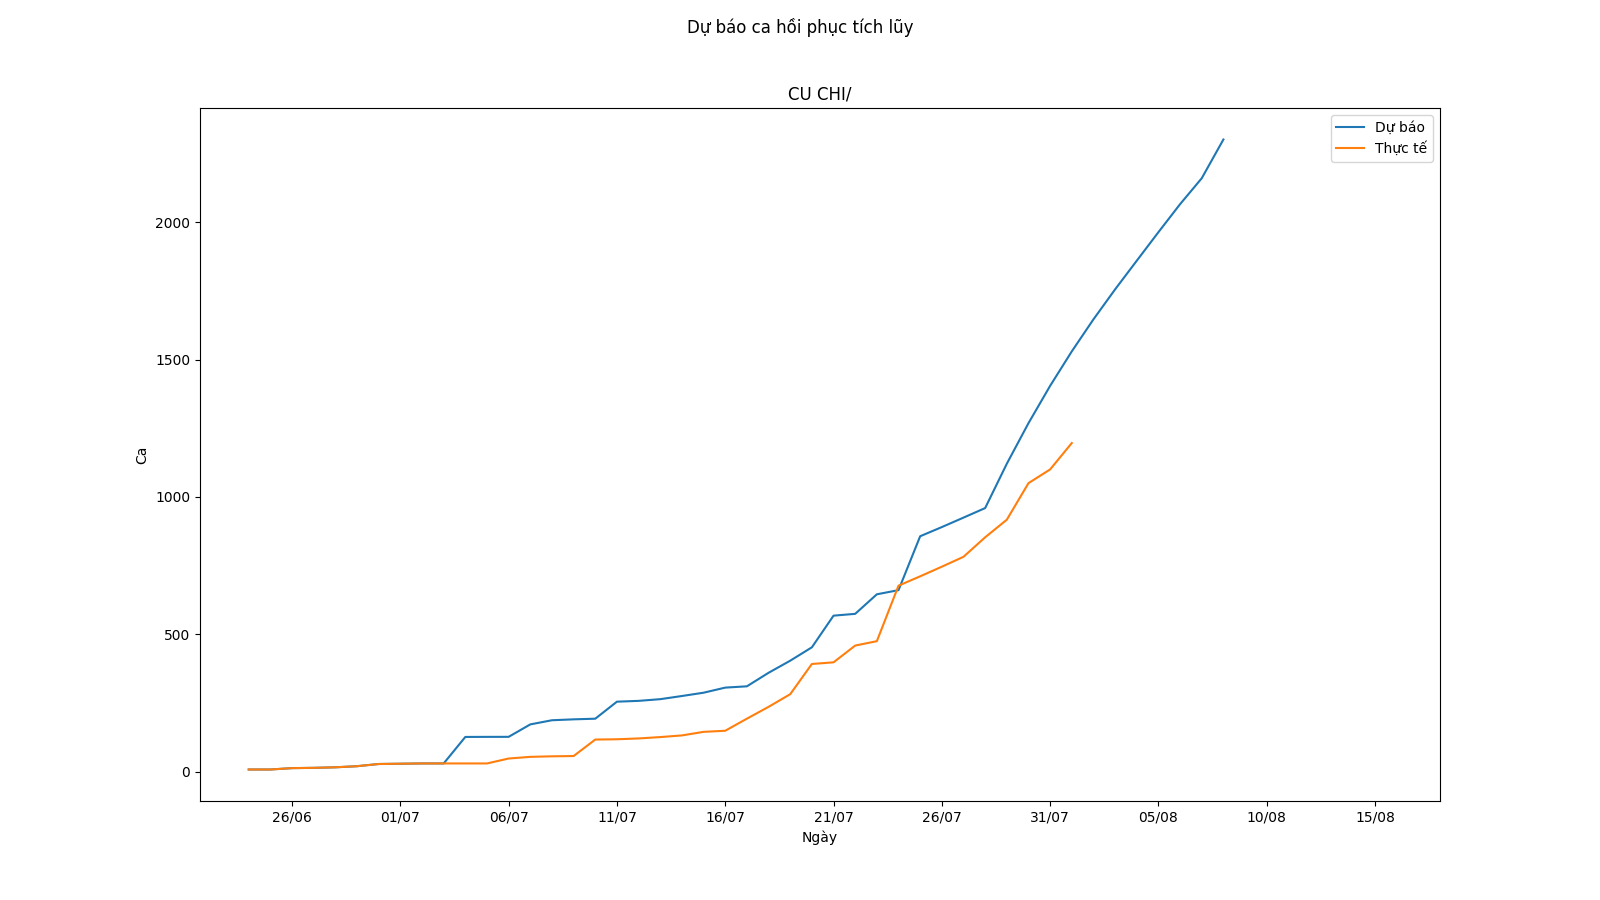 Dự báo ca hồi phục tích lũy
CU CHI/
Dự báo
Thực tế
2000
1500
1000
500
0
Ca
26/06 01/07 06/07 11/07 16/07 21/07 26/07 31/07 05/08 10/08 15/08
Ngày